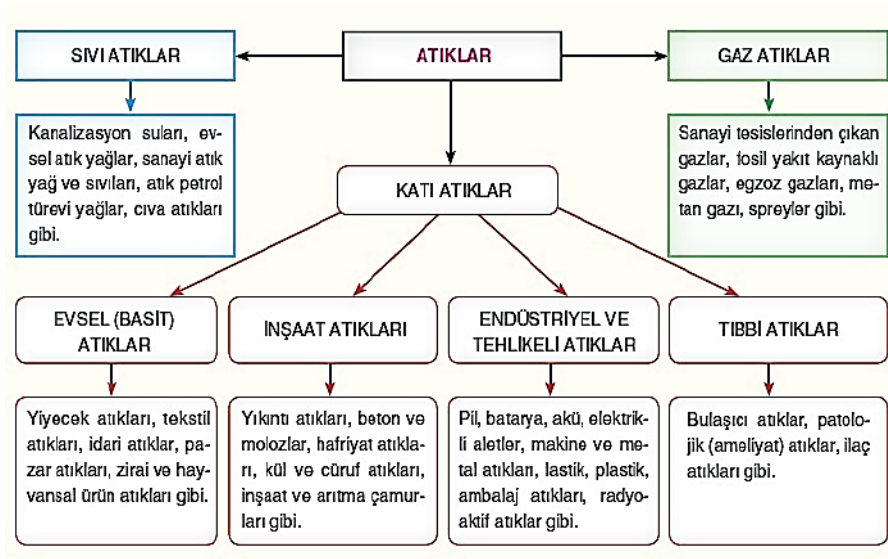 ATIKLAR
SIVI ATIKLAR
Kanalizasyon suları, ev-
sel atık yağlar, sanayi atık
yağ ve sıvıları, atık petrol
türevi yağlar, cıva atıkları
gibi.
GAZ ATIKLAR
Sanayi tesislerinden çıkan
gazlar, fosil yakıt kaynaklı
gazlar, egzoz gazları, me-
tan gazı, spreyler gibi.
KATI ATIKLAR
EVSEL (BASİT)
ATIKLAR
Yiyecek atıkları, tekstil
atıkları, idari atıklar, pa-
zar atıkları, zirai ve hay-
vansal ürün atıkları gibi.
İNŞAAT ATIKLARI
Yıkıntı atıkları, beton ve
molozlar, hafriyat atıkla-
rı, kül ve cüruf atıkları,
inşaat ve arıtma çamur-
ları gibi.
ENDÜSTRİYEL VE
TEHLİKELİ ATIKLAR
Pil, batarya, akü, elektrik-
li aletler, makine ve me-
tal atıkları, lastik, plastik,
ambalaj atıkları, radyo-
aktif atıklar gibi.
TIBBİ ATIKLAR
Bulaşıcı atıklar, patolo-
jik (ameliyat) atıklar, ilaç
atıkları gibi.